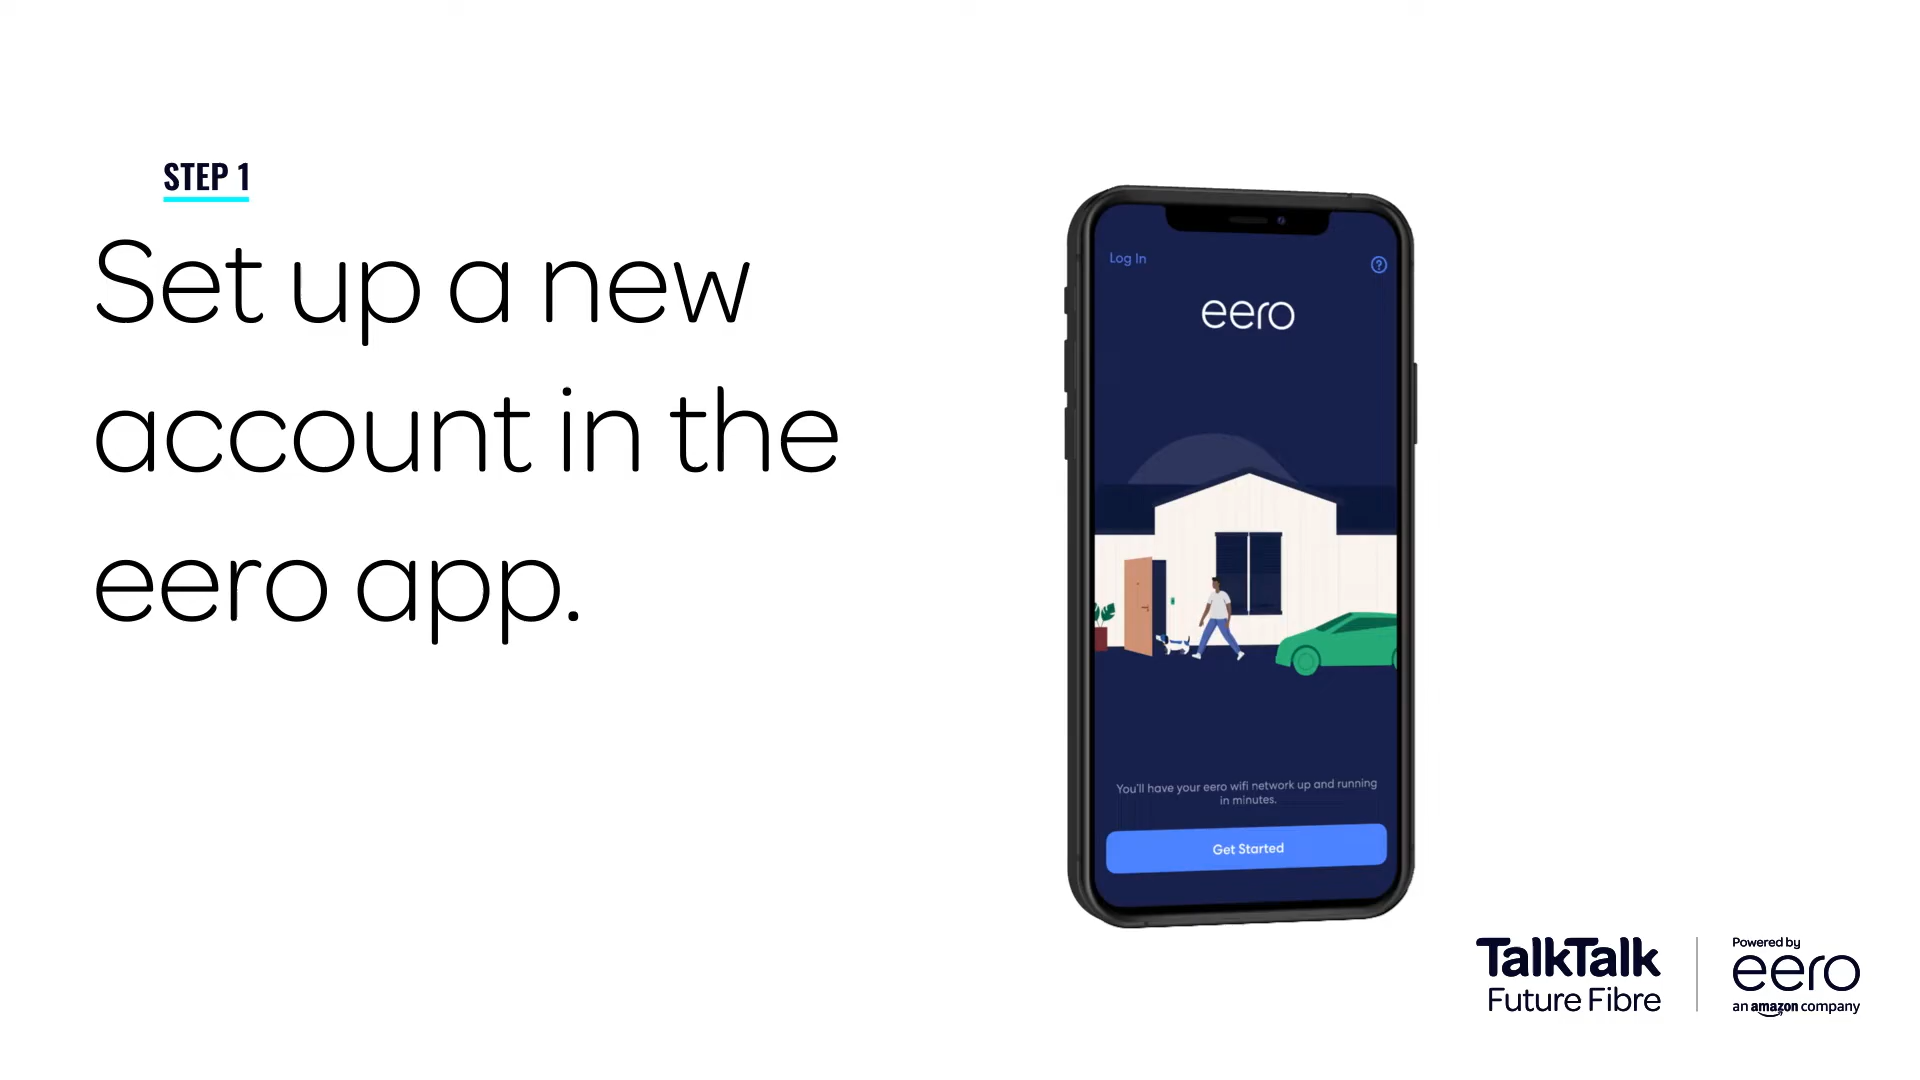 STEP 1
Set up a new
account in the
eero app.
Log In
?
eero
You'll have your eero wifi network up and running
in minutes.
Get Started
TalkTalk
Future Fibre
Powered by
eero
an amazon company